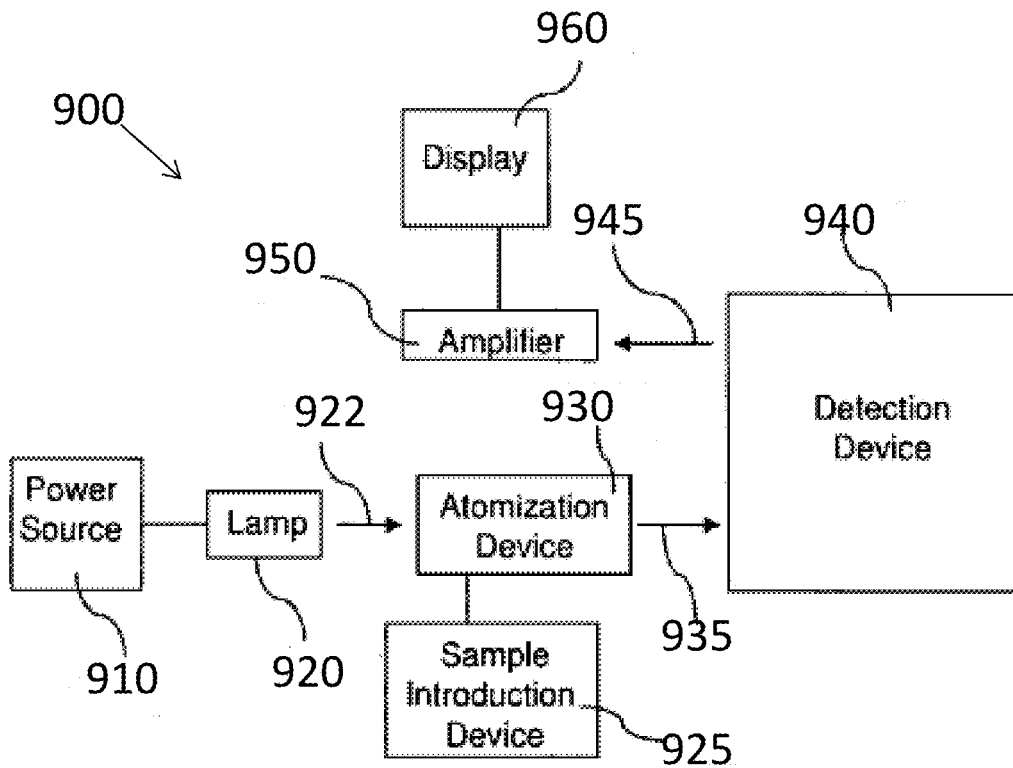 960
900
Display
945
940
950
Amplifier
Detection
Device
922
930
Power
Source
Lamp
Atomization
Device
935
910
920
Sample
Introduction
Device
925